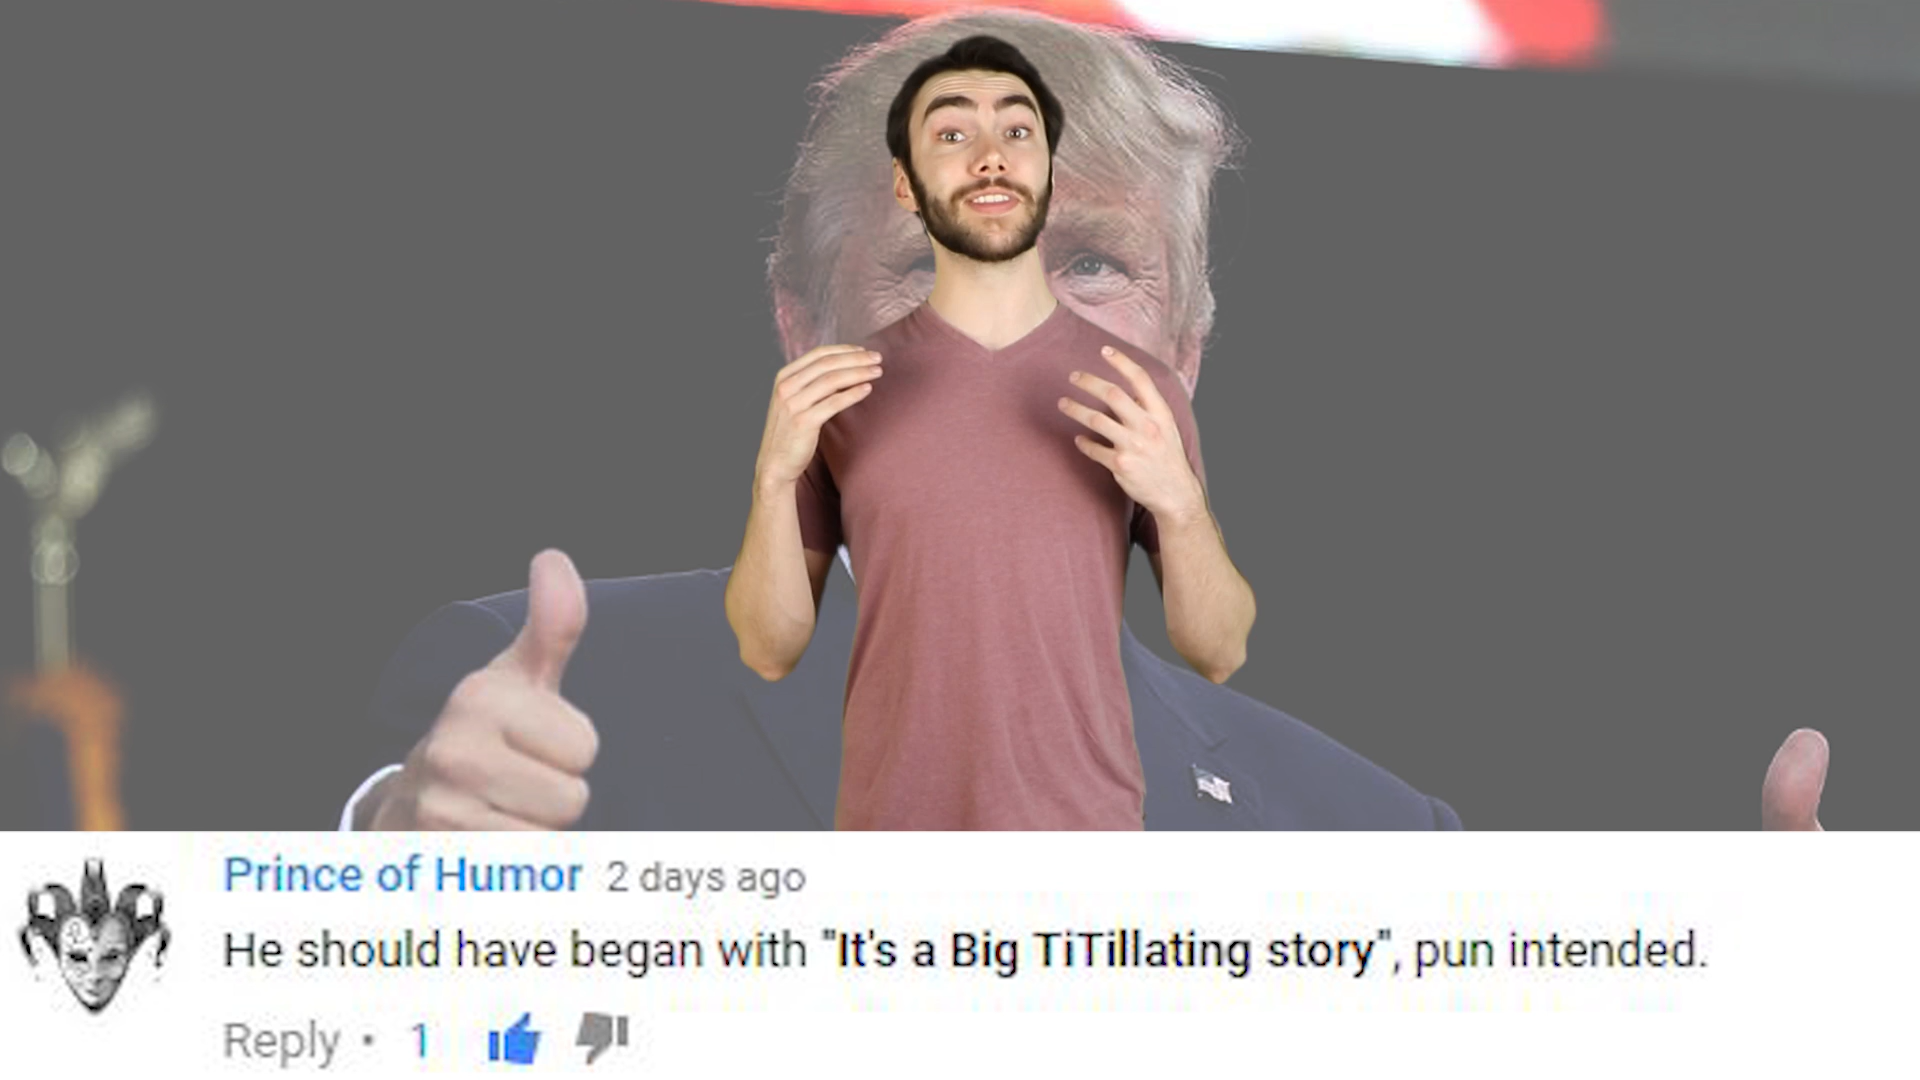 Prince of Humor 2 days ago
He should have began with "It's a Big TiTillating story", pun intended.
Reply • 1